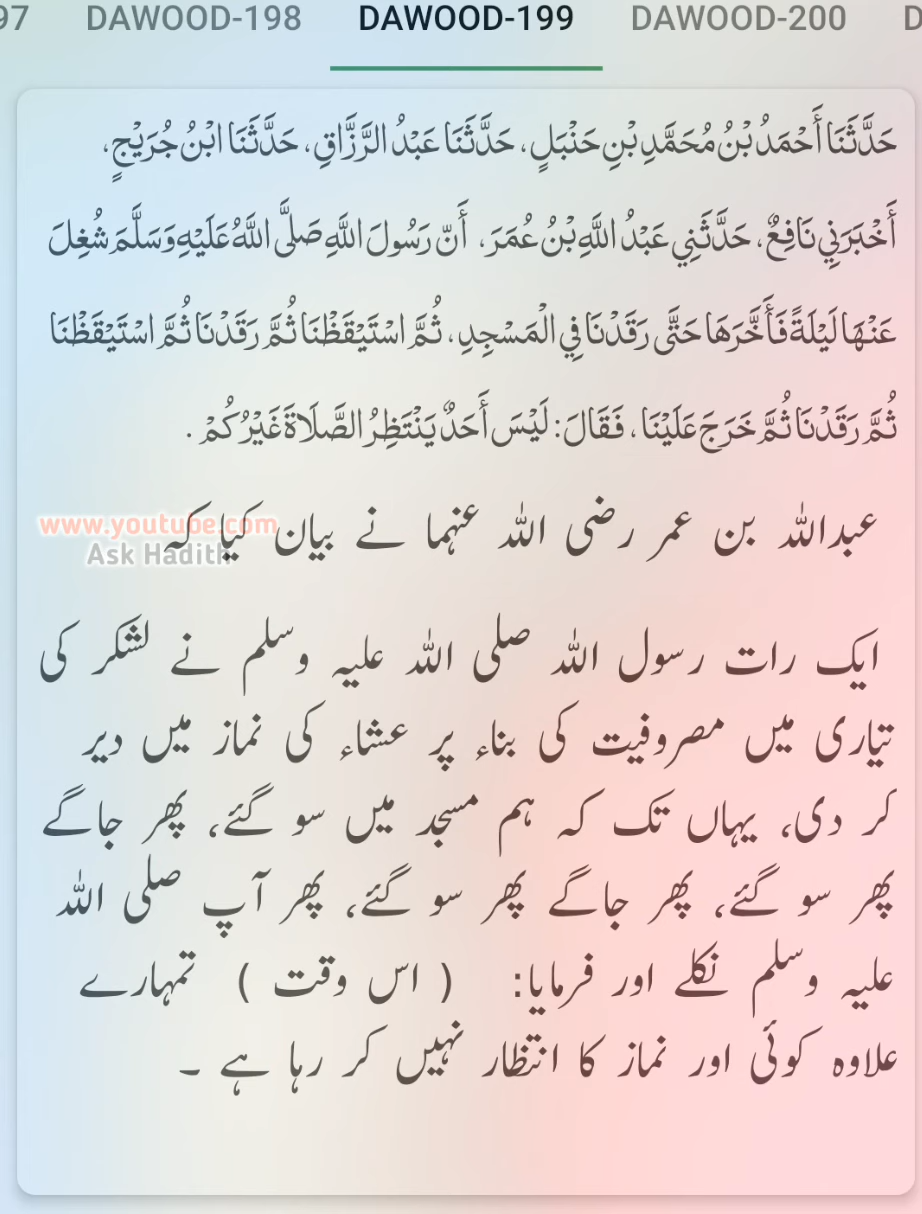 97 DAWOOD-198 DAWOOD-199 DAWOOD-200 D
حَدَّثَنَا أَحْمَدُ بْنُ مُحَمَّدِ بْنِ حَنْبَلٍ، حَدَّثَنَا عَبْدُ الرَّزَّاقِ، حَدَّثَنَا ابْنُ جُرَيْجٍ،
أَخْبَرَنِي نَافِعٌ، حَدَّثَنِي عَبْدُ اللَّهِ بْنُ عُمَرَ، أَنّ رَسُولَ اللَّهِ صَلَّى اللَّهُ عَلَيْهِ وَسَلَّمَ شُغِلَ
عَنْهَا لَيْلَةً فَأَخَّرَهَا حَتَّى رَقَدْنَا فِي الْمَسْجِدِ، ثُمَّ اسْتَيْقَظْنَا ثُمَّ رَقَدْنَا ثُمَّ اسْتَيْقَظْنَا
ثُمَّ رَقَدْنَا ثُمَّ خَرَجَ عَلَيْنَا، فَقَالَ: لَيْسَ أَحَدٌ يَنْتَظِرُ الصَّلَاةَ غَيْرُكُمْ .
عبداللہ بن عمر رضی اللہ عنہما نے بیان کیا کہ
www.youtube.com
Ask Hadith
ایک رات رسول اللہ صلی اللہ علیہ وسلم نے لشکر کی
تیاری میں مصروفیت کی بناء پر عشاء کی نماز میں دیر
کر دی، یہاں تک کہ ہم مسجد میں سو گئے، پھر جاگے
پھر سو گئے، پھر جاگے پھر سو گئے، پھر آپ صلی اللہ
علیہ وسلم نکلے اور فرمایا: ( اس وقت ) تمہارے
علاوہ کوئی اور نماز کا انتظار نہیں کر رہا ہے ۔